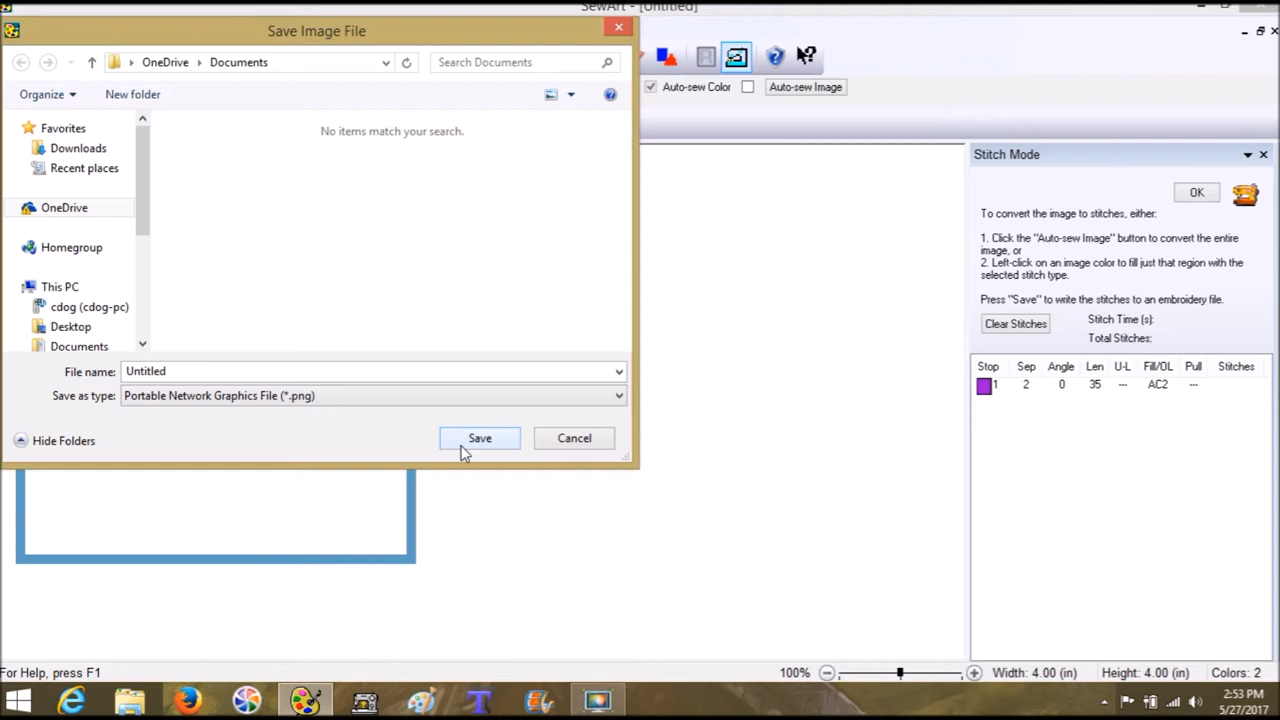 SewArt - [Untitled]
Save Image File
OneDrive
Documents
Search Documents
Organize
New folder
Auto-sew Color
Auto-sew Image
Favorites
Downloads
Recent places
OneDrive
Homegroup
This PC
cdog (cdog-pc)
Desktop
Documents
No items match your search.
File name:
Untitled
Save as type:
Portable Network Graphics File (*.png)
Hide Folders
Save
Cancel
Stitch Mode
OK
To convert the image to stitches, either:
1. Click the "Auto-sew Image" button to convert the entire
image, or
2. Left-click on an image color to fill just that region with the
selected stitch type.
Press "Save" to write the stitches to an embroidery file.
Clear Stitches
Stitch Time (s):
Total Stitches:
Stop Sep Angle Len U-L Fill/OL Pull Stitches
1 2 0 35 --- AC2 ---
For Help, press F1
100%
Width: 4.00 (in)
Height: 4.00 (in)
Colors: 2
2:53 PM
5/27/2017